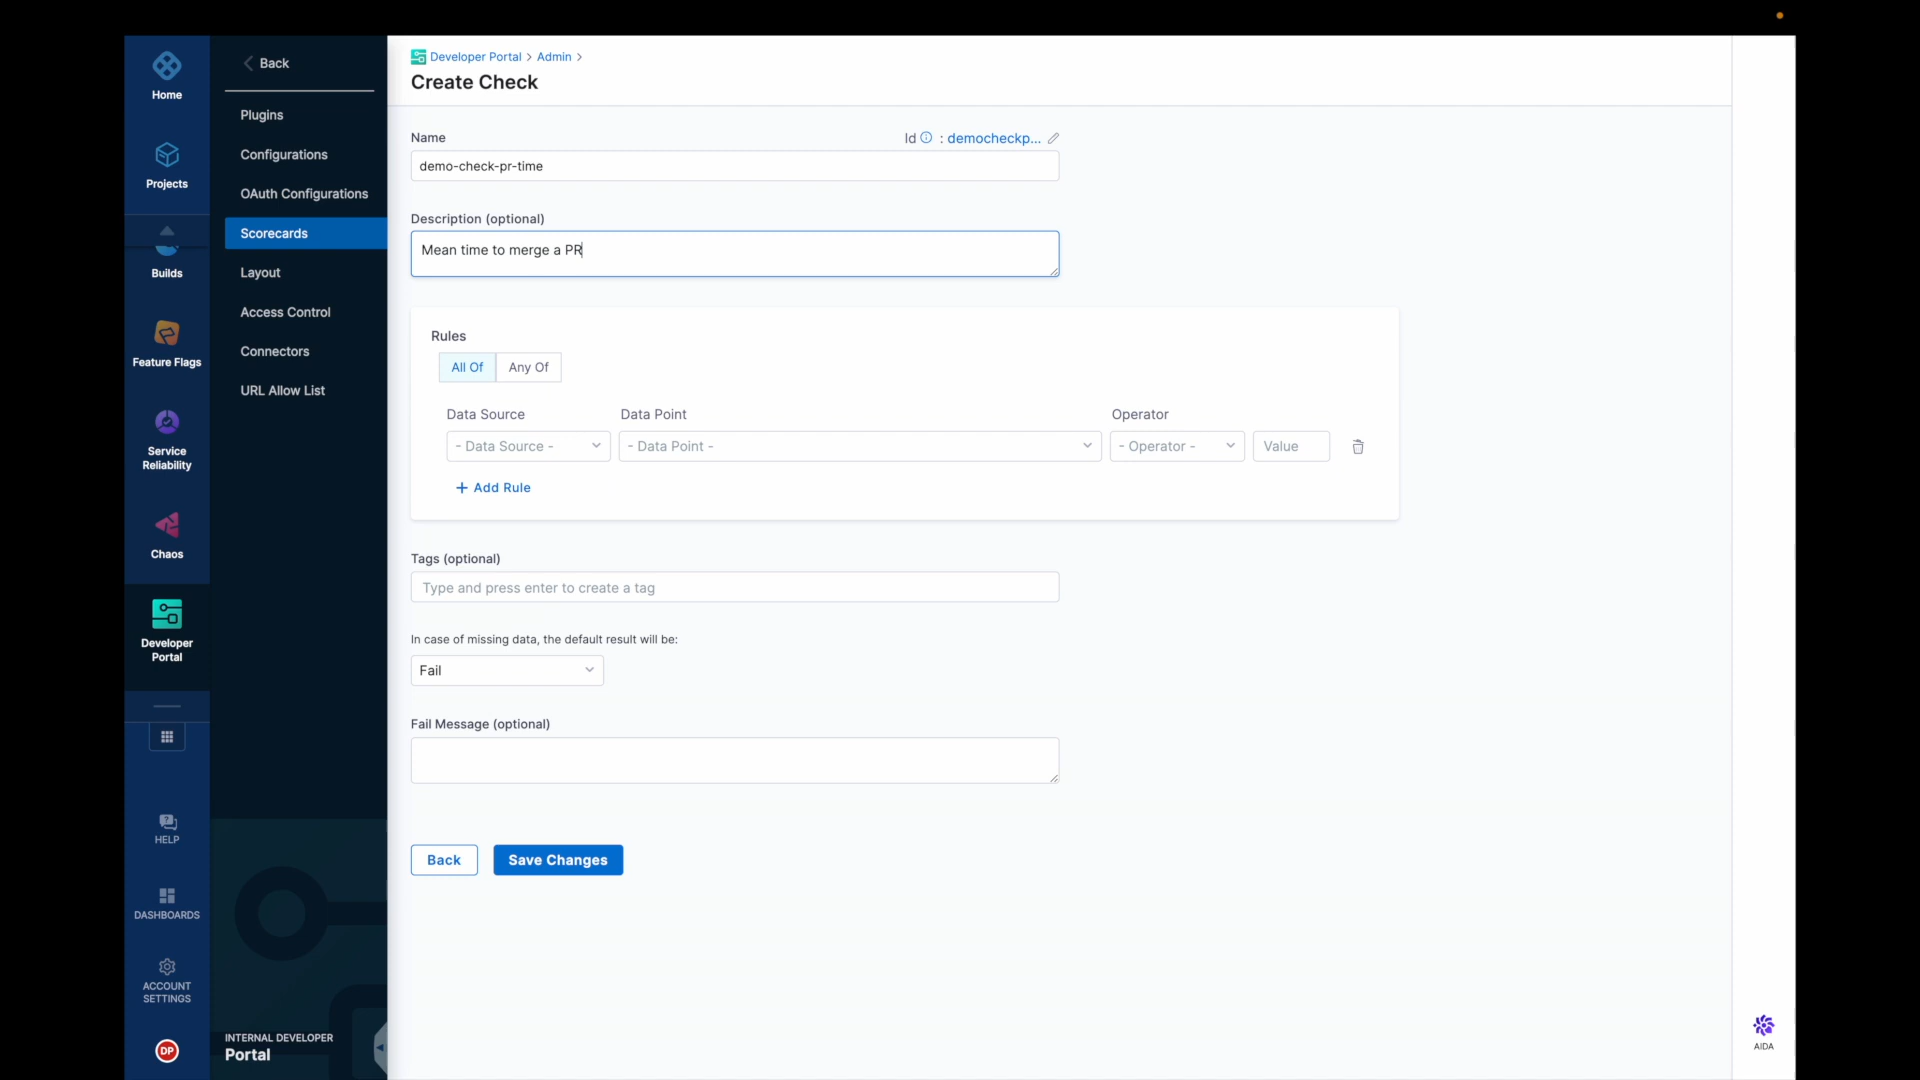 Home
Projects
Builds
Feature Flags
Service
Reliability
Chaos
Developer
Portal
HELP
DASHBOARDS
ACCOUNT
SETTINGS
DP
Back
Plugins
Configurations
OAuth Configurations
Scorecards
Layout
Access Control
Connectors
URL Allow List
INTERNAL DEVELOPER
Portal
Developer Portal > Admin >
Create Check
Name
Id : democheckp...
demo-check-pr-time
Description (optional)
Mean time to merge a PR
Rules
All Of Any Of
Data Source Data Point Operator
- Data Source - - Data Point - - Operator - Value
+ Add Rule
Tags (optional)
Type and press enter to create a tag
In case of missing data, the default result will be:
Fail
Fail Message (optional)
Back Save Changes
AIDA